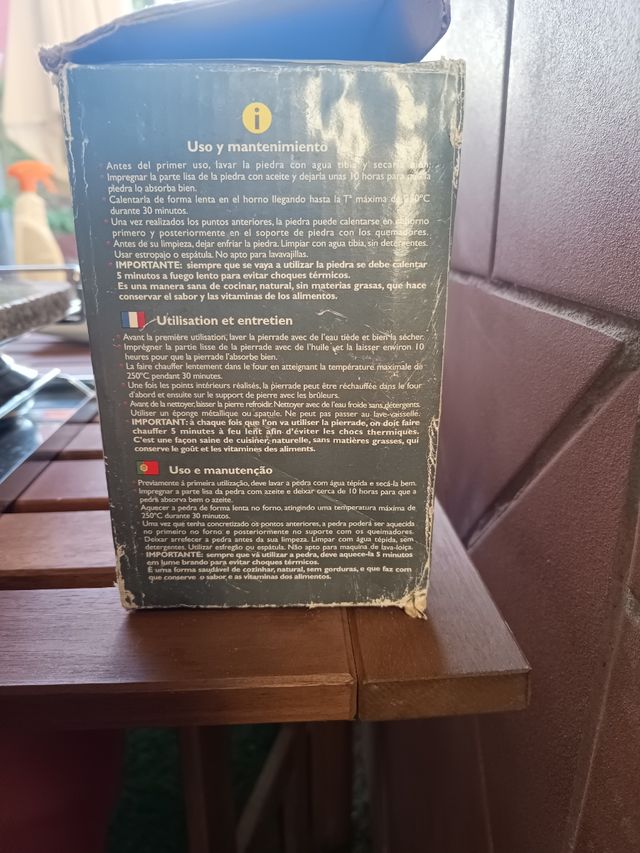 i
Uso y mantenimiento
Antes del primer uso, lavar la piedra con agua tibia y secarla bien.
Impregnar la parte lisa de la piedra con aceite y dejarla unas 10 horas para que la
piedra lo absorba bien.
Calentarla de forma lenta en el horno llegando hasta la Tª máxima de 250°C
durante 30 minutos.
Una vez realizados los puntos anteriores, la piedra puede calentarse en el horno
primero y posteriormente en el soporte de piedra con los quemadores.
Antes de su limpieza, dejar enfriar la piedra. Limpiar con agua tibia, sin detergentes.
Usar estropajo o espátula. No apto para lavavajillas.
IMPORTANTE: siempre que se vaya a utilizar la piedra se debe calentar
5 minutos a fuego lento para evitar choques térmicos.
Es una manera sana de cocinar, natural, sin materias grasas, que hace
conservar el sabor y las vitaminas de los alimentos.
Utilisation et entretien
Avant la première utilisation, laver la pierrade avec de l'eau tiède et bien la sécher.
Imprégner la partie lisse de la pierrade avec de l'huile et la laisser environ 10
heures pour que la pierrade l'absorbe bien.
La faire chauffer lentement dans le four en atteignant la température maximale de
250°C pendant 30 minutes.
Une fois les points intérieurs réalisés, la pierrade peut être réchauffée dans le four
d'abord et ensuite sur le support de pierre avec les brûleurs.
Avant de la nettoyer, laisser la pierre refroidir. Nettoyer avec de l'eau froide sans détergents.
Utiliser un éponge métallique ou spatule. Ne peut pas passer au lave-vaisselle.
IMPORTANT: à chaque fois que l'on va utiliser la pierrade, on doit faire
chauffer 5 minutes à feu lent afin d'éviter les chocs thermiques.
C'est une façon saine de cuisiner, naturelle, sans matières grasses, qui
conserve le goût et les vitamines des aliments.
Uso e manutenção
Previamente á primeira utilização, deve lavar a pedra com água tépida e secá-la bem.
Impregnar a parte lisa da pedra com azeite e deixar cerca de 10 horas para que a
pedra absorva bem o azeite.
Aquecer a pedra de forma lenta no forno, atingindo uma temperatura máxima de
250°C durante 30 minutos.
Uma vez que tenha concretizado os pontos anteriores, a pedra poderá ser aquecida
no primeiro no forno e posteriormente no suporte com os queimadores.
Deixar arrefecer a pedra antes da sua limpeza. Limpar com água tépida, sem
detergentes. Utilizar esfregão ou espátula. Não apto para maquina de lava-loiça.
IMPORTANTE: sempre que vá utilizar a pedra, deve aquece-la 5 minutos
em lume brando para evitar choques térmicos.
É uma forma saudável de cozinhar, natural, sem gorduras, e que faz com
que conserve o sabor e as vitaminas dos alimentos.